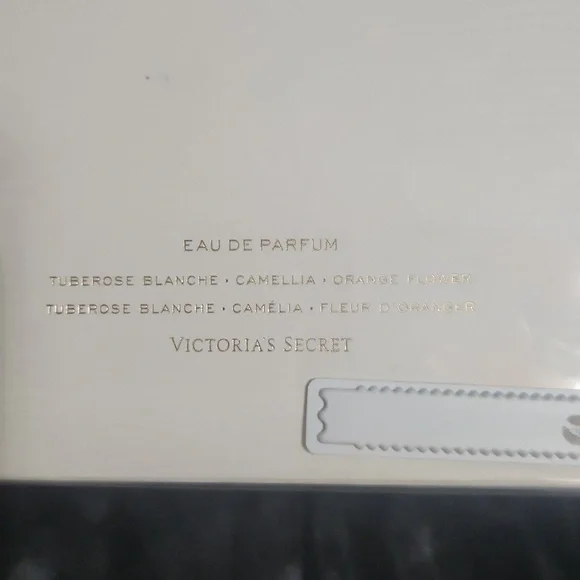 EAU DE PARFUM
TUBEROSE BLANCHE · CAMELLIA · ORANGE FLOWER
TUBEROSE BLANCHE · CAMÉLIA · FLEUR D'ORANGER
VICTORIA'S SECRET